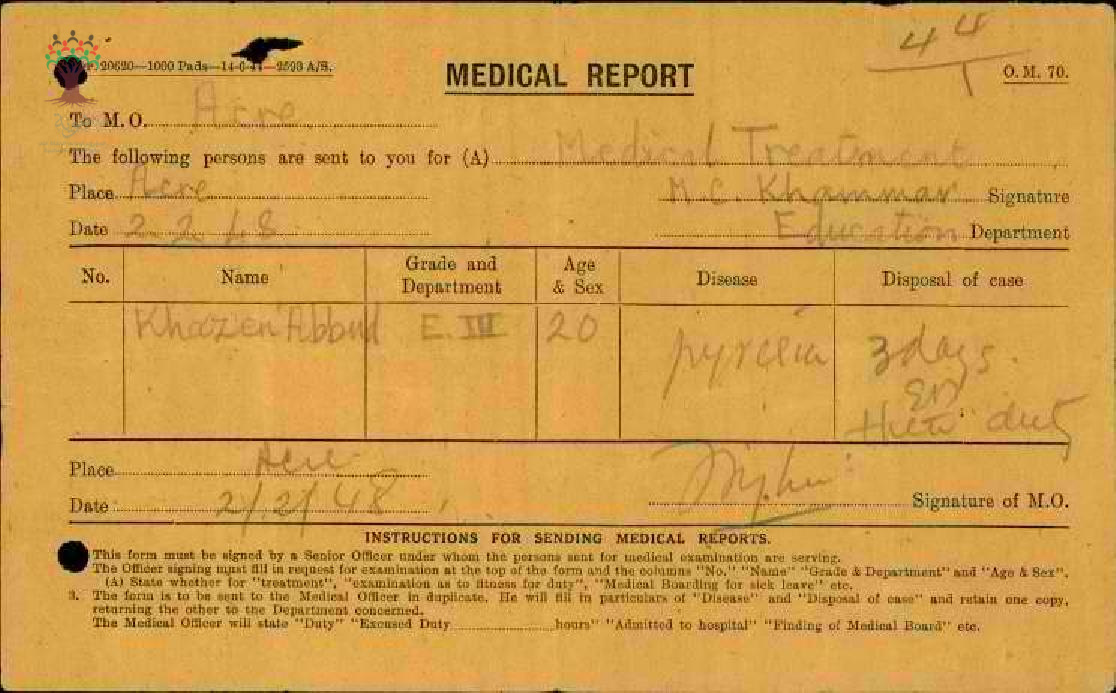 44
1
r. 20620—1000 Pads—14-6-44—2593 A/S.
MEDICAL REPORT
O. M. 70.
To M. O. Acre
The following persons are sent to you for (A) Medical Treatment
Place Acre M. C. Khammar Signature
Date 2.2.48 Education Department
No. Name Grade and Department Age & Sex Disease Disposal of case
Khazen Abbud E. III 20 pyrexia 3 days
then duty
Place Acre
Date 2/2/48 Signature of M.O.
INSTRUCTIONS FOR SENDING MEDICAL REPORTS.
This form must be signed by a Senior Officer under whom the persons sent for medical examination are serving.
The Officer signing must fill in request for examination at the top of the form and the columns "No." "Name" "Grade & Department" and "Age & Sex".
(A) State whether for "treatment", "examination as to fitness for duty", "Medical Boarding for sick leave" etc.
3. The form is to be sent to the Medical Officer in duplicate. He will fill in particulars of "Disease" and "Disposal of case" and retain one copy,
returning the other to the Department concerned.
The Medical Officer will state "Duty" "Excused Duty hours" "Admitted to hospital" "Finding of Medical Board" etc.